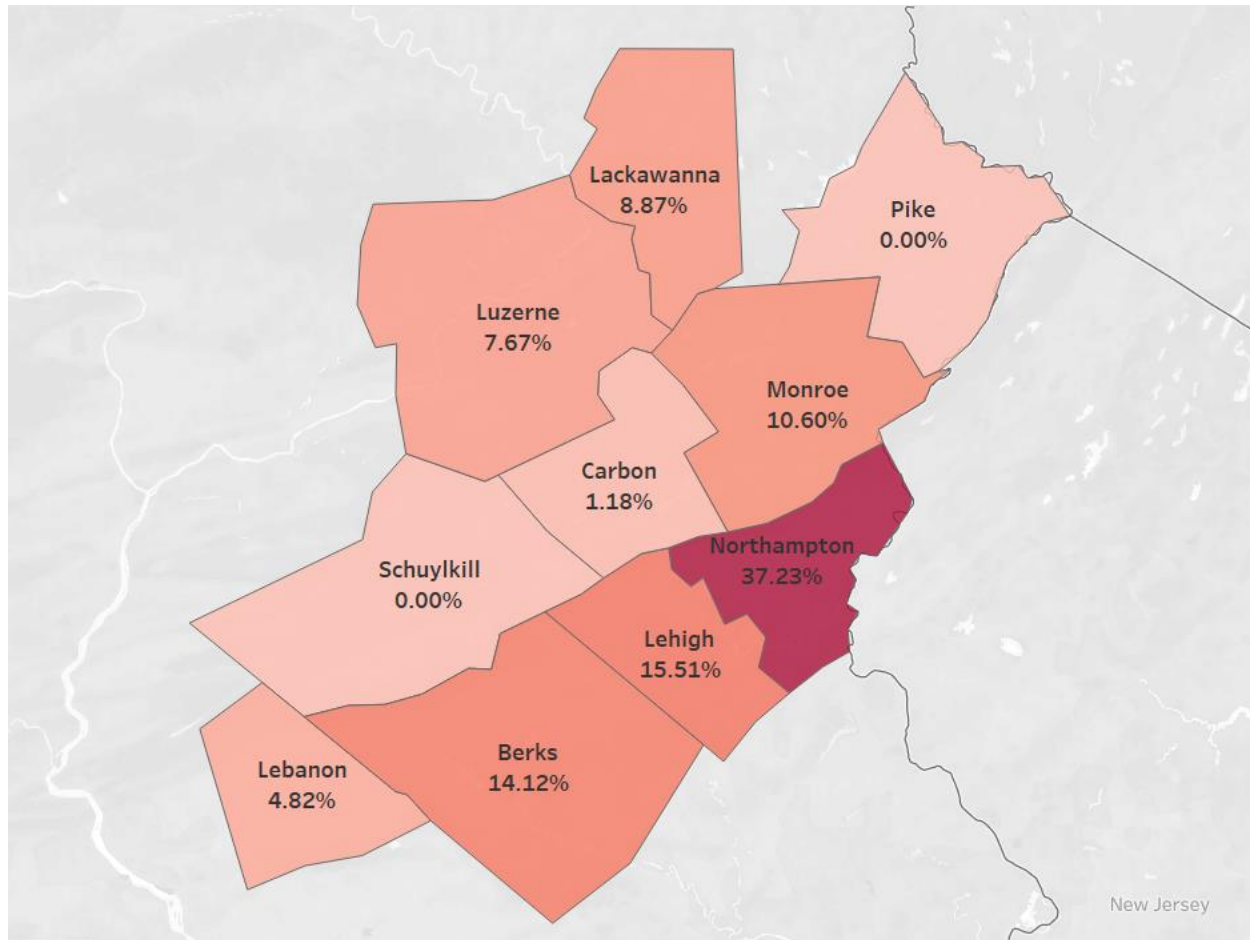 Lackawanna
8.87%
Pike
0.00%
Luzerne
7.67%
Monroe
10.60%
Carbon
1.18%
Northampton
37.23%
Schuylkill
0.00%
Lehigh
15.51%
Berks
14.12%
Lebanon
4.82%
New Jersey